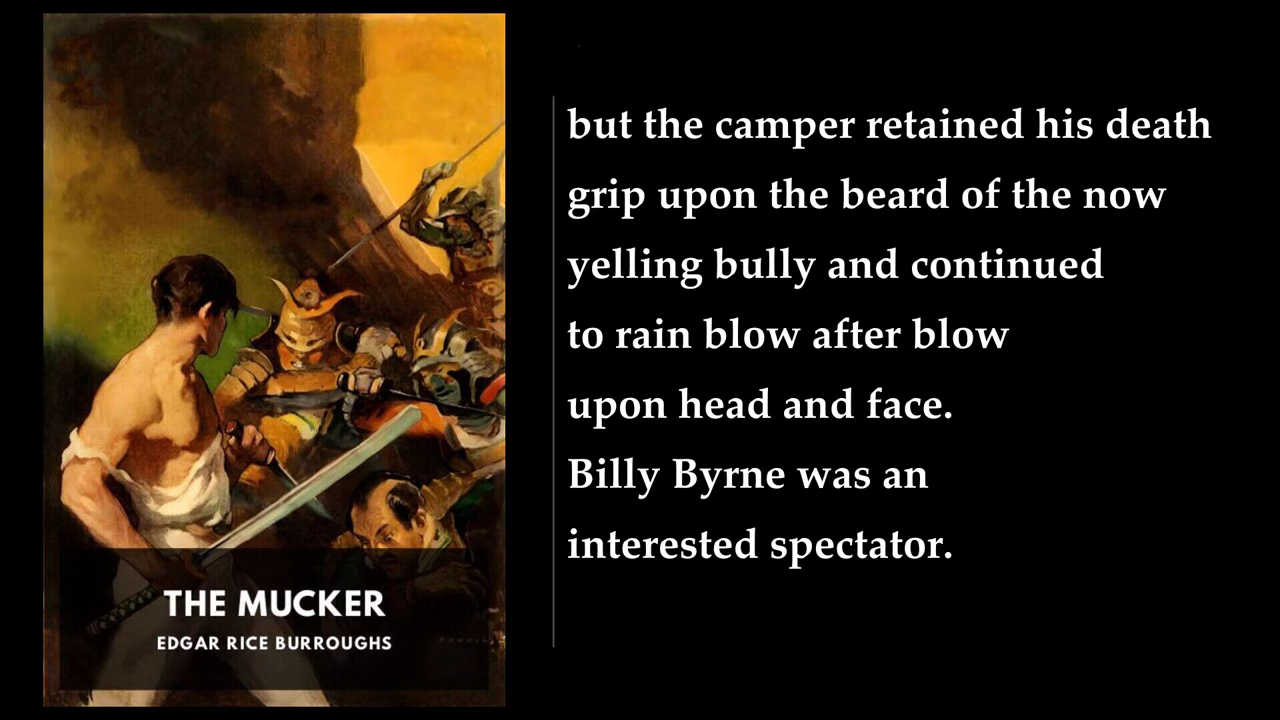 THE MUCKER
EDGAR RICE BURROUGHS
but the camper retained his death
grip upon the beard of the now
yelling bully and continued
to rain blow after blow
upon head and face.
Billy Byrne was an
interested spectator.